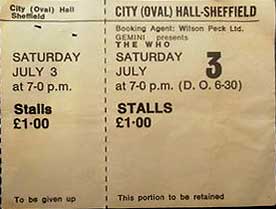 City (Oval) Hall
Sheffield
SATURDAY
JULY 3
at 7-0 p.m.
Stalls
£1·00
To be given up
CITY (OVAL) HALL-SHEFFIELD
Booking Agent: Wilson Peck Ltd.
GEMINI presents
THE WHO
SATURDAY
JULY 3
at 7-0 p.m. (D. O. 6-30)
STALLS
£1·00
This portion to be retained